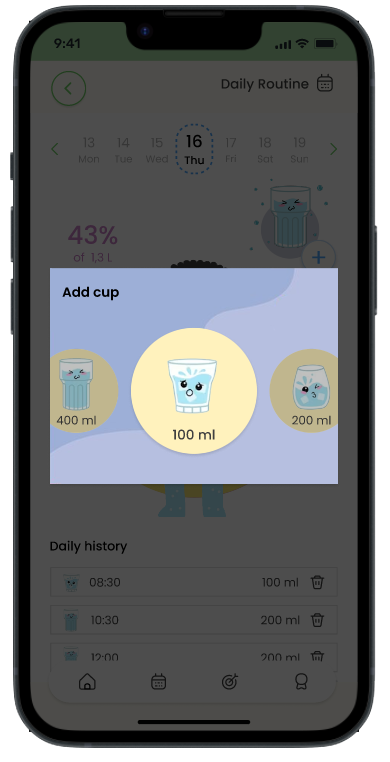 9:41
Daily Routine
13 14 15 16 17 18 19
Mon Tue Wed Thu Fri Sat Sun
43%
of 1,3 L
Add cup
400 ml
100 ml
200 ml
Daily history
08:30 100 ml
10:30 200 ml
12:00 200 ml